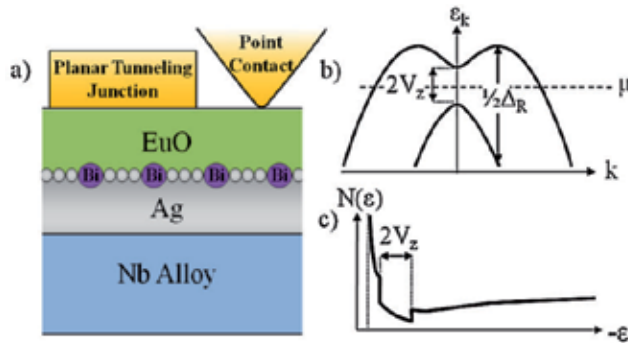 a)
Planar Tunneling
Junction
Point
Contact
EuO
Bi Bi Bi Bi
Ag
Nb Alloy
b)
εk
2Vz
½ΔR
μ
k
c)
N(ε)
2Vz
-ε